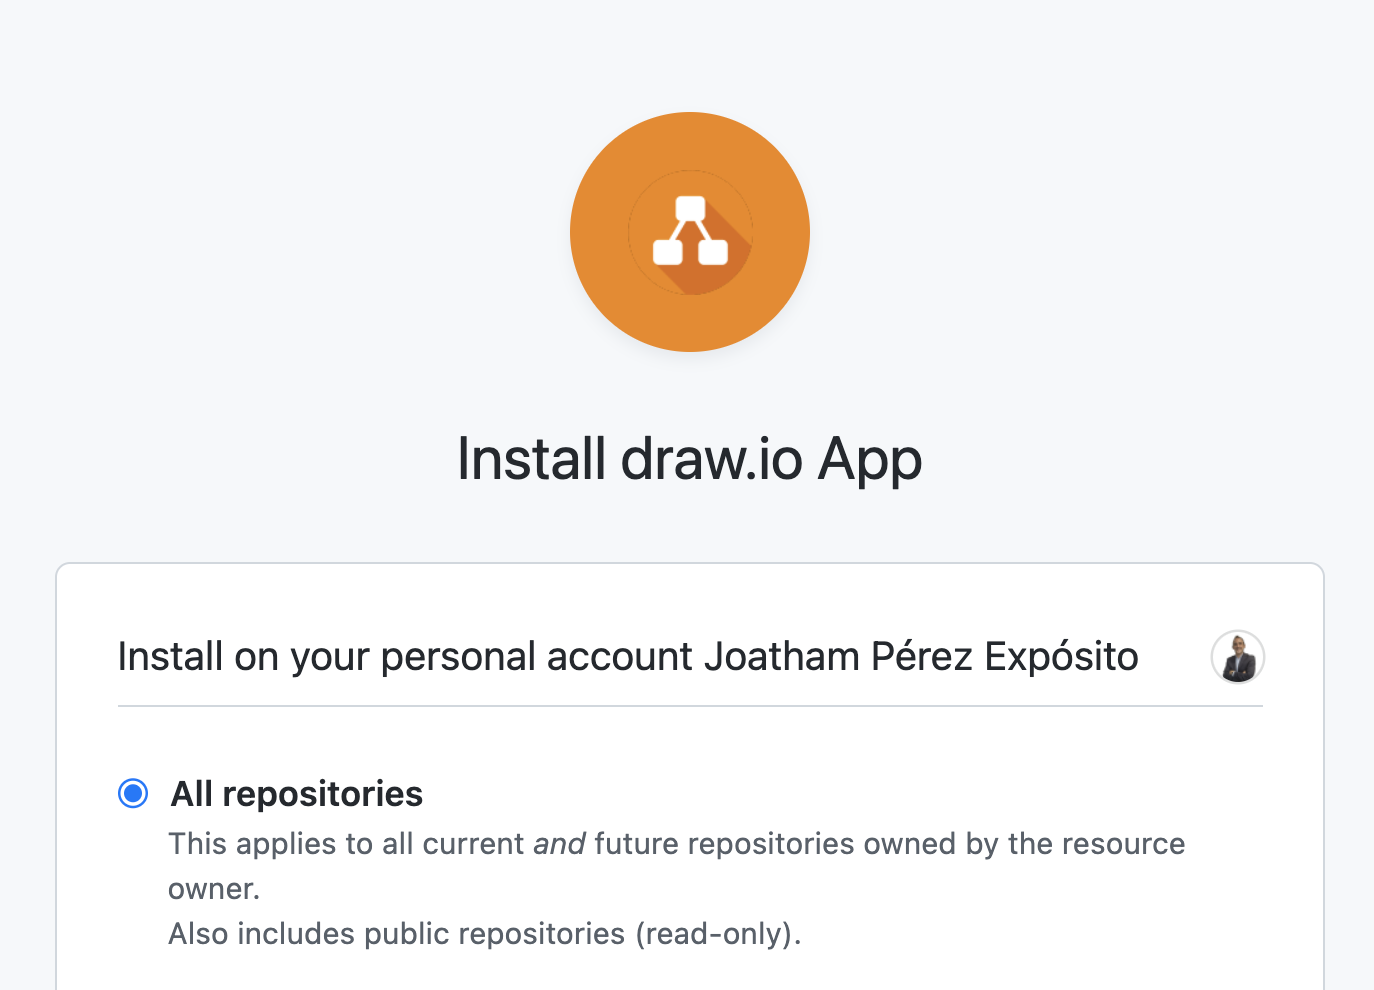 Install draw.io App
Install on your personal account Joatham Pérez Expósito
All repositories
This applies to all current and future repositories owned by the resource
owner.
Also includes public repositories (read-only).